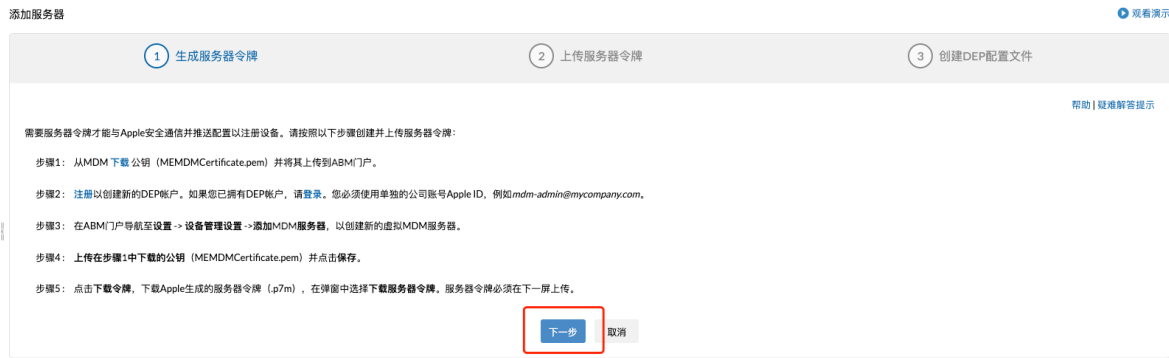 添加服务器
观看演示
1 生成服务器令牌
2 上传服务器令牌
3 创建DEP配置文件
帮助 | 疑难解答提示
需要服务器令牌才能与Apple安全通信并推送配置以注册设备。请按照以下步骤创建并上传服务器令牌：
步骤1： 从MDM 下载 公钥（MEMDMCertificate.pem）并将其上传到ABM门户。
步骤2： 注册以创建新的DEP帐户。如果您已拥有DEP帐户，请登录。您必须使用单独的公司账号Apple ID，例如mdm-admin@mycompany.com。
步骤3： 在ABM门户导航至设置 -> 设备管理设置 ->添加MDM服务器，以创建新的虚拟MDM服务器。
步骤4： 上传在步骤1中下载的公钥（MEMDMCertificate.pem）并点击保存。
步骤5： 点击下载令牌，下载Apple生成的服务器令牌（.p7m），在弹窗中选择下载服务器令牌。服务器令牌必须在下一屏上传。
下一步 取消